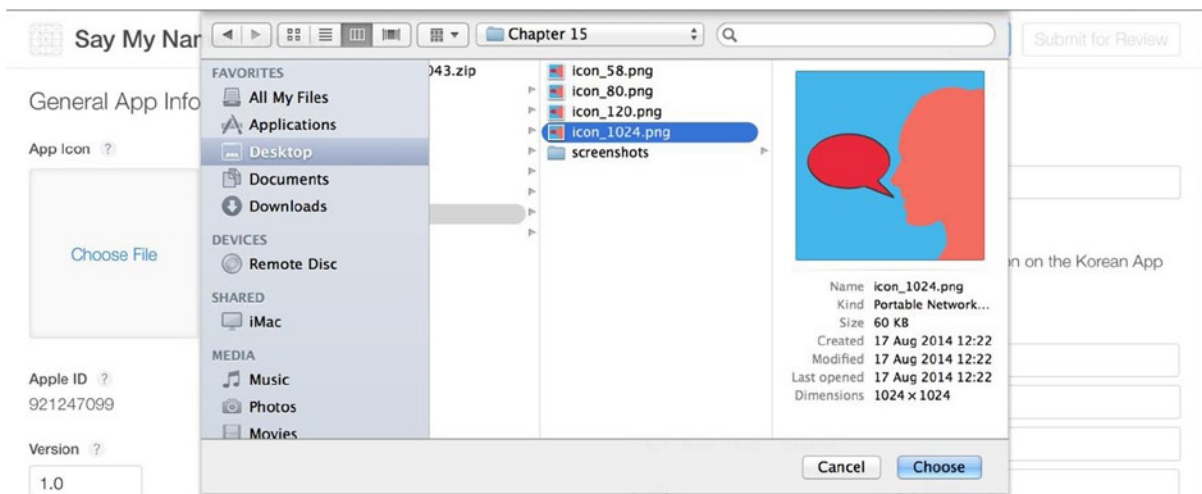 Say My Nar
Chapter 15
Submit for Review
General App Info
App Icon ?
Choose File
Apple ID ?
921247099
Version ?
1.0
FAVORITES
All My Files
Applications
Desktop
Documents
Downloads
DEVICES
Remote Disc
SHARED
iMac
MEDIA
Music
Photos
Movies
043.zip
icon_58.png
icon_80.png
icon_120.png
icon_1024.png
screenshots
Name icon_1024.png
Kind Portable Network...
Size 60 KB
Created 17 Aug 2014 12:22
Modified 17 Aug 2014 12:22
Last opened 17 Aug 2014 12:22
Dimensions 1024 × 1024
on on the Korean App
Cancel
Choose